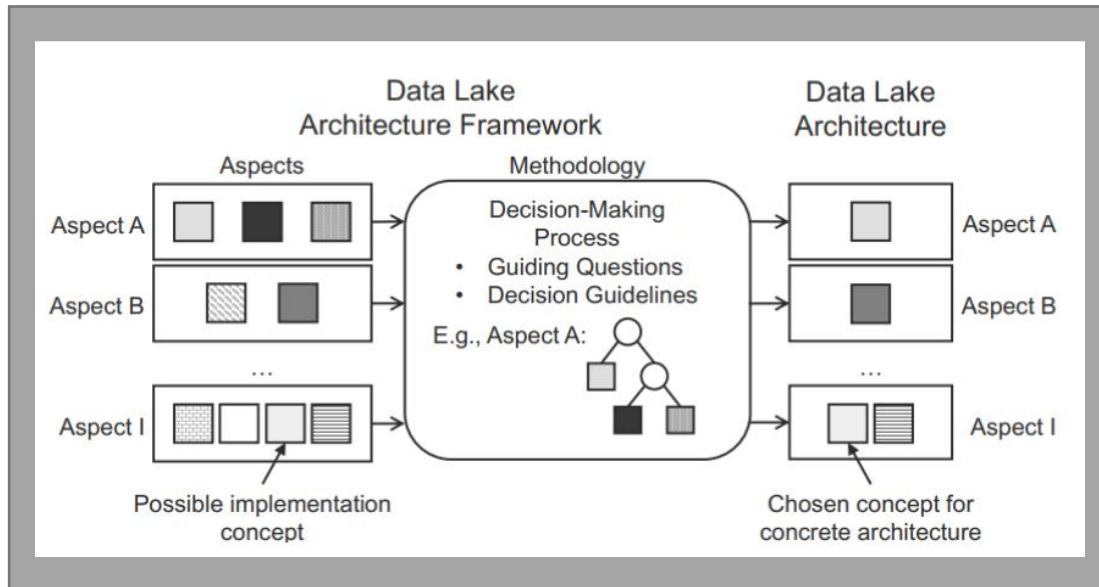 Data Lake
Architecture Framework
Data Lake
Architecture
Aspects
Methodology
Aspect A
Decision-Making
Process
• Guiding Questions
• Decision Guidelines
Aspect A
Aspect B
Aspect B
E.g., Aspect A:
...
...
Aspect I
Aspect I
Possible implementation
concept
Chosen concept for
concrete architecture